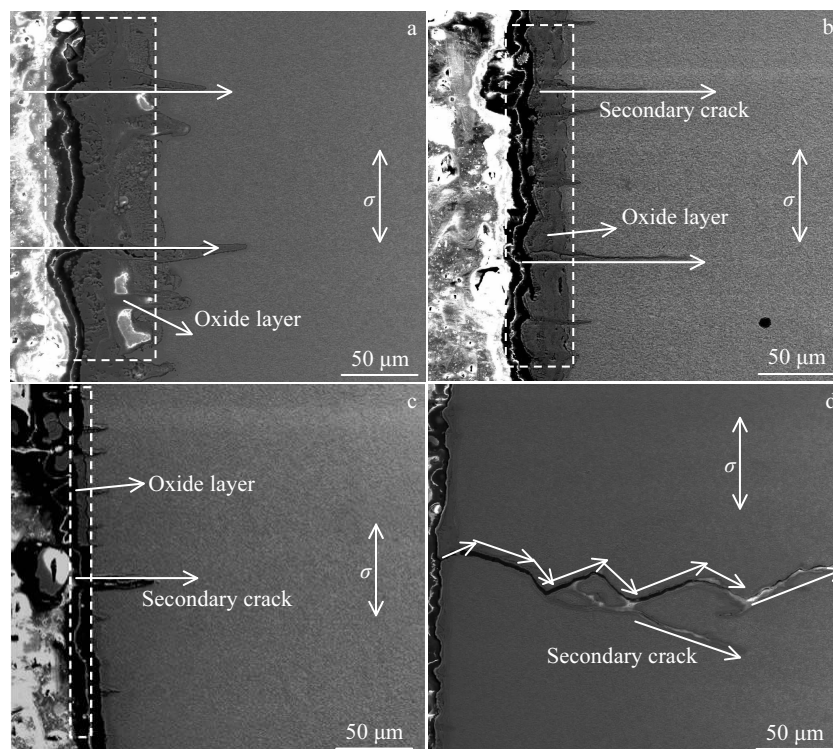 a
σ
Oxide layer
50 μm
b
Secondary crack
σ
Oxide layer
50 μm
c
Oxide layer
σ
Secondary crack
50 μm
d
σ
Secondary crack
50 μm